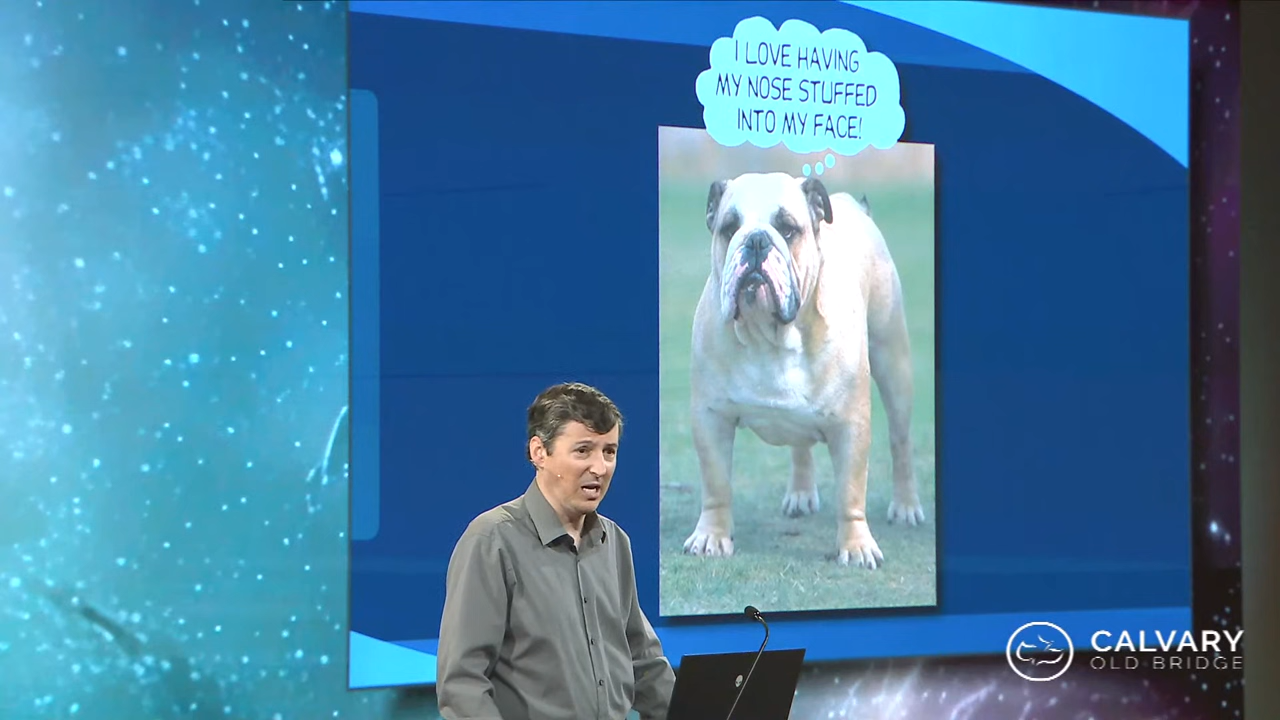 I LOVE HAVING
MY NOSE STUFFED
INTO MY FACE!
CALVARY
OLD BRIDGE